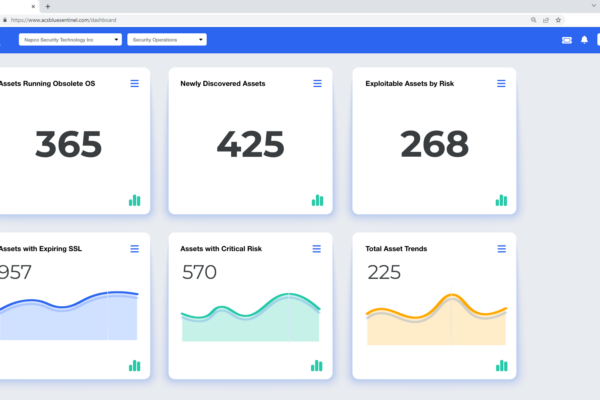 https://www.acsbluesentinel.com/dashboard
Napco Security Technology Inc
Security Operations
Assets Running Obsolete OS
Newly Discovered Assets
Exploitable Assets by Risk
365
425
268
Assets with Expiring SSL
Assets with Critical Risk
Total Asset Trends
957
570
225